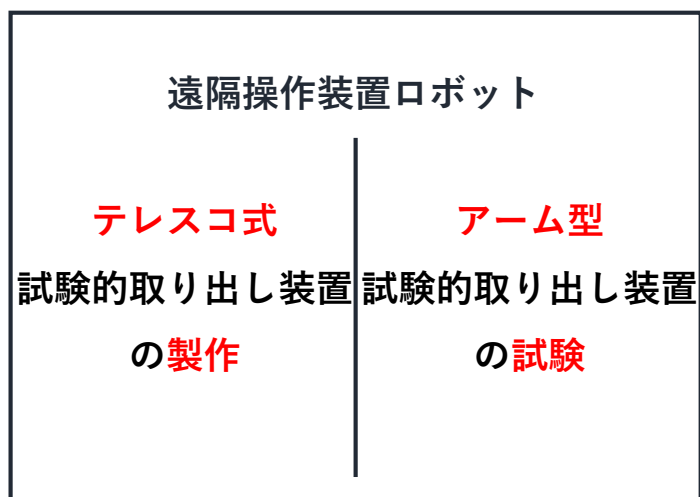 遠隔操作装置ロボット
テレスコ式
試験的取り出し装置
の製作
アーム型
試験的取り出し装置
の試験